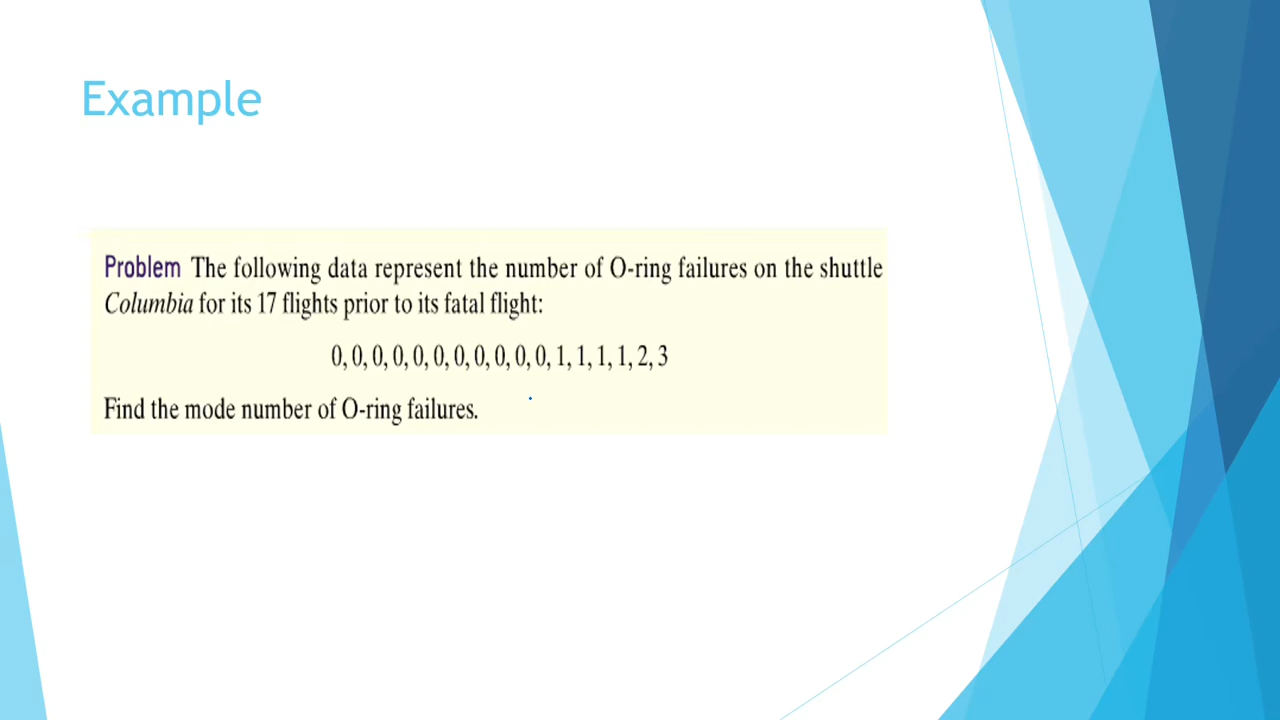 Example
Problem The following data represent the number of O-ring failures on the shuttle
Columbia for its 17 flights prior to its fatal flight:
0, 0, 0, 0, 0, 0, 0, 0, 0, 0, 0, 1, 1, 1, 1, 2, 3
Find the mode number of O-ring failures.